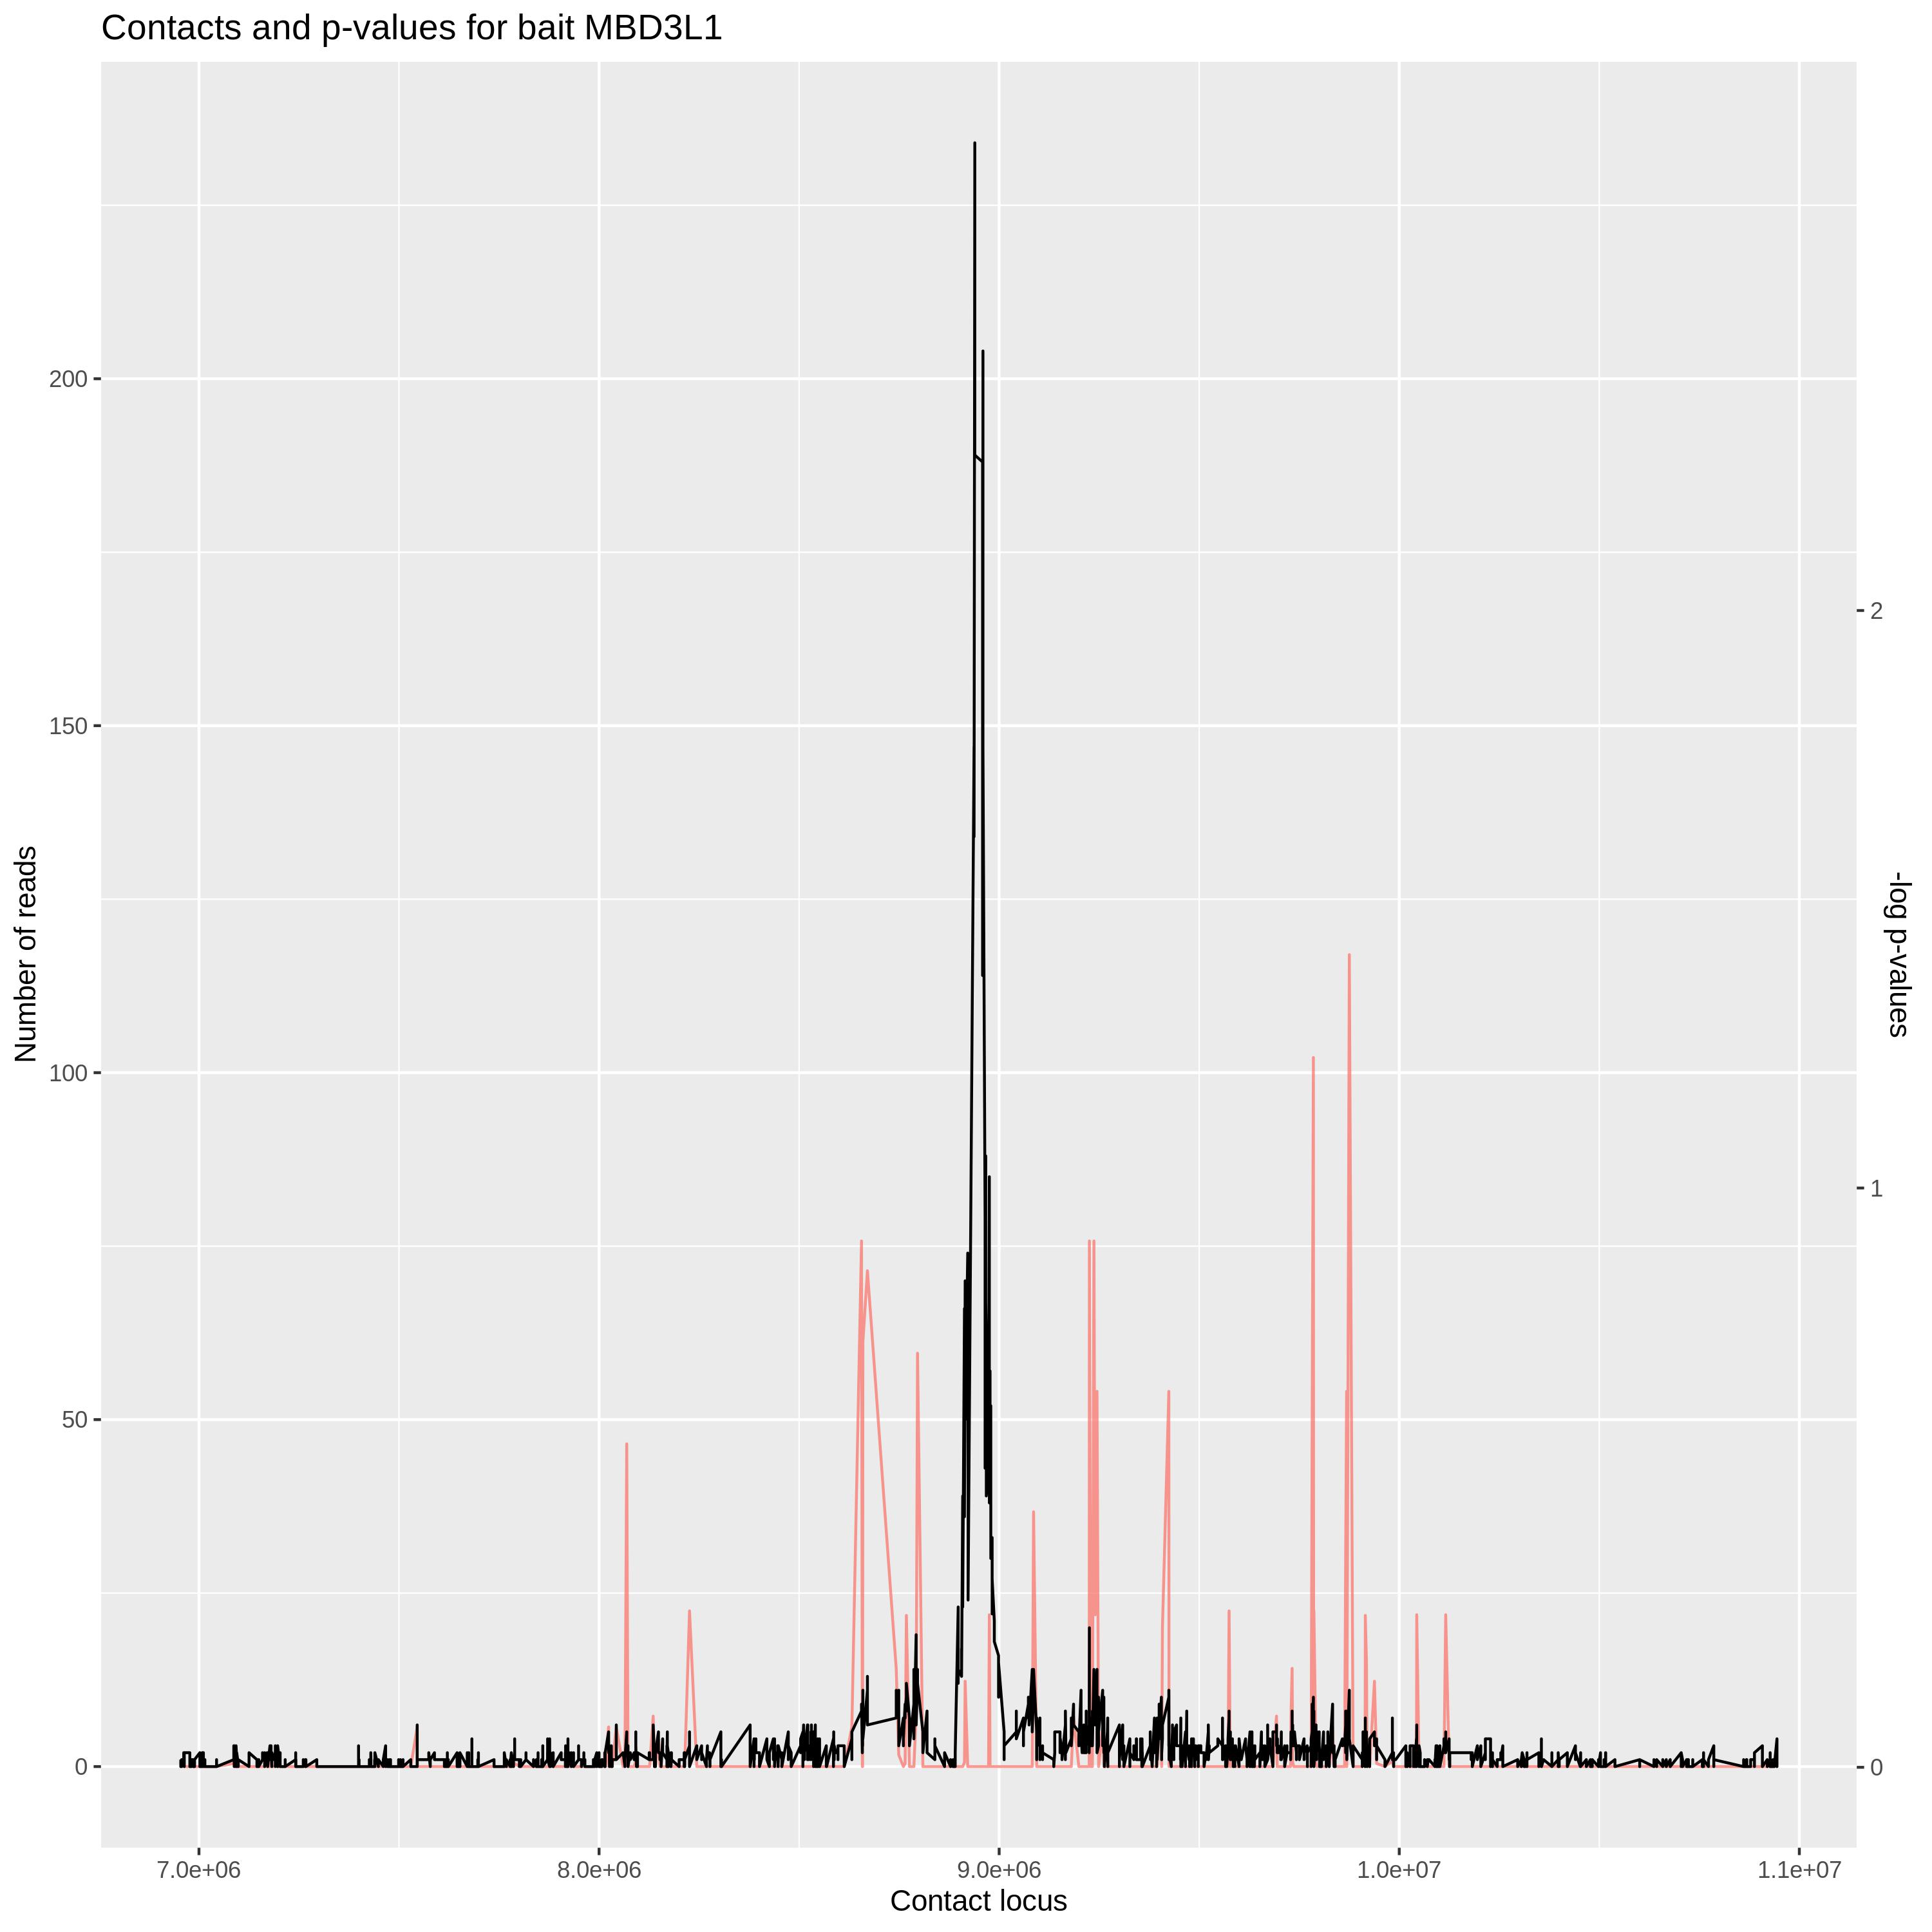 Contacts and p-values for bait MBD3L1
200
150
100
50
0
Number of reads
2
1
0
-log p-values
7.0e+06
8.0e+06
9.0e+06
1.0e+07
1.1e+07
Contact locus